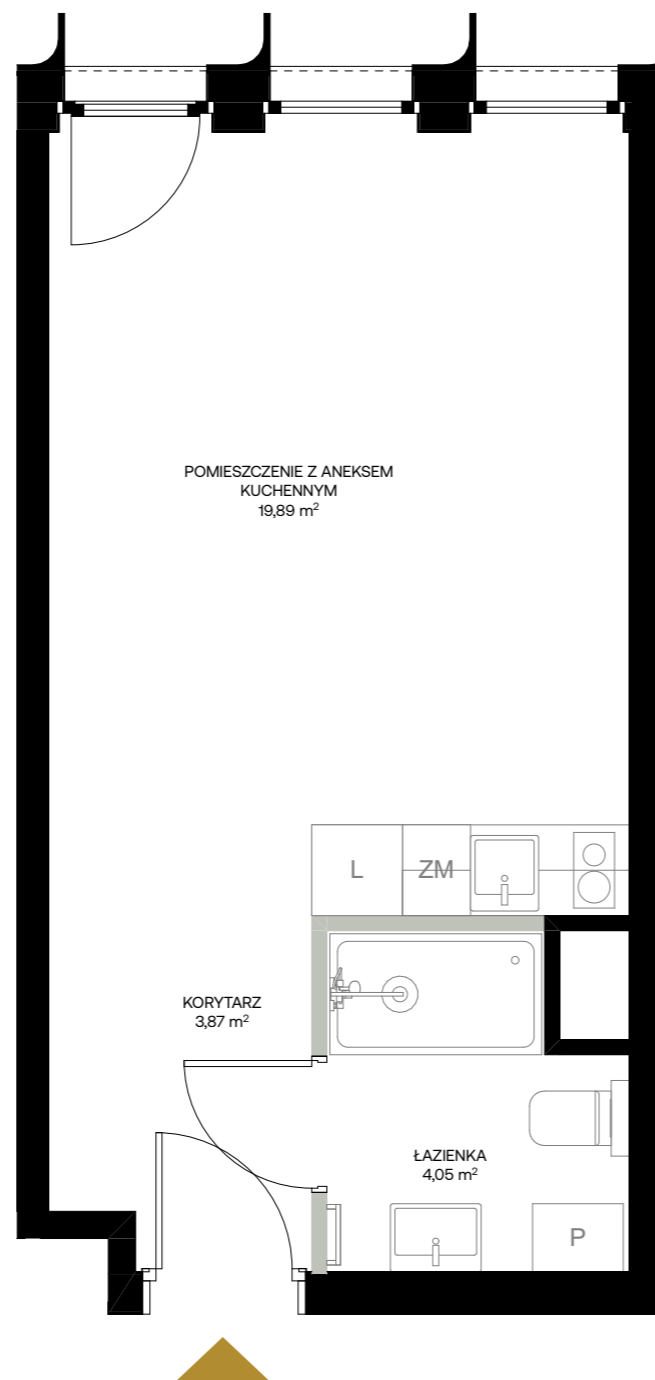 POMIESZCZENIE Z ANEKSEM
KUCHENNYM
19,89 m²
L
ZM
KORYTARZ
3,87 m²
ŁAZIENKA
4,05 m²
P